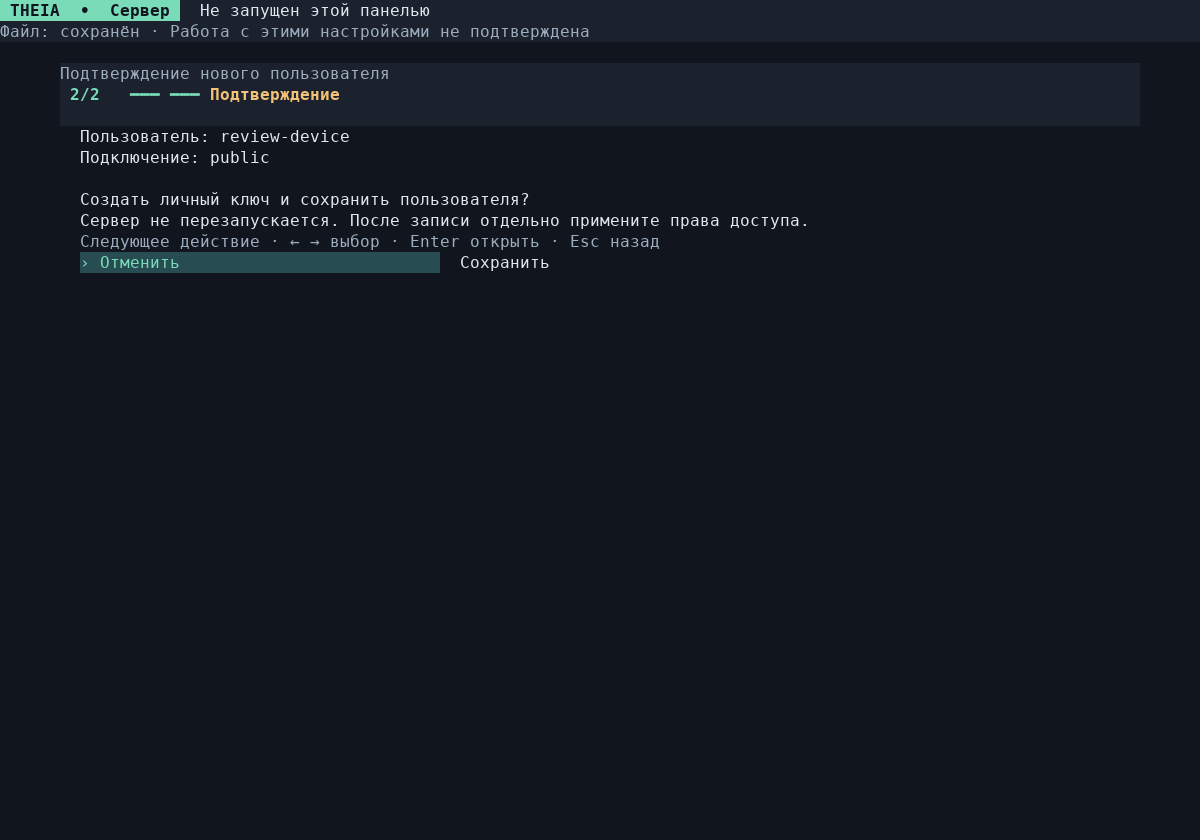 THEIA • Сервер Не запущен этой панелью
Файл: сохранён · Работа с этими настройками не подтверждена
Подтверждение нового пользователя
2/2 ━━━ ━━━ Подтверждение
Пользователь: review-device
Подключение: public
Создать личный ключ и сохранить пользователя?
Сервер не перезапускается. После записи отдельно примените права доступа.
Следующее действие · ← → выбор · Enter открыть · Esc назад
› Отменить Сохранить